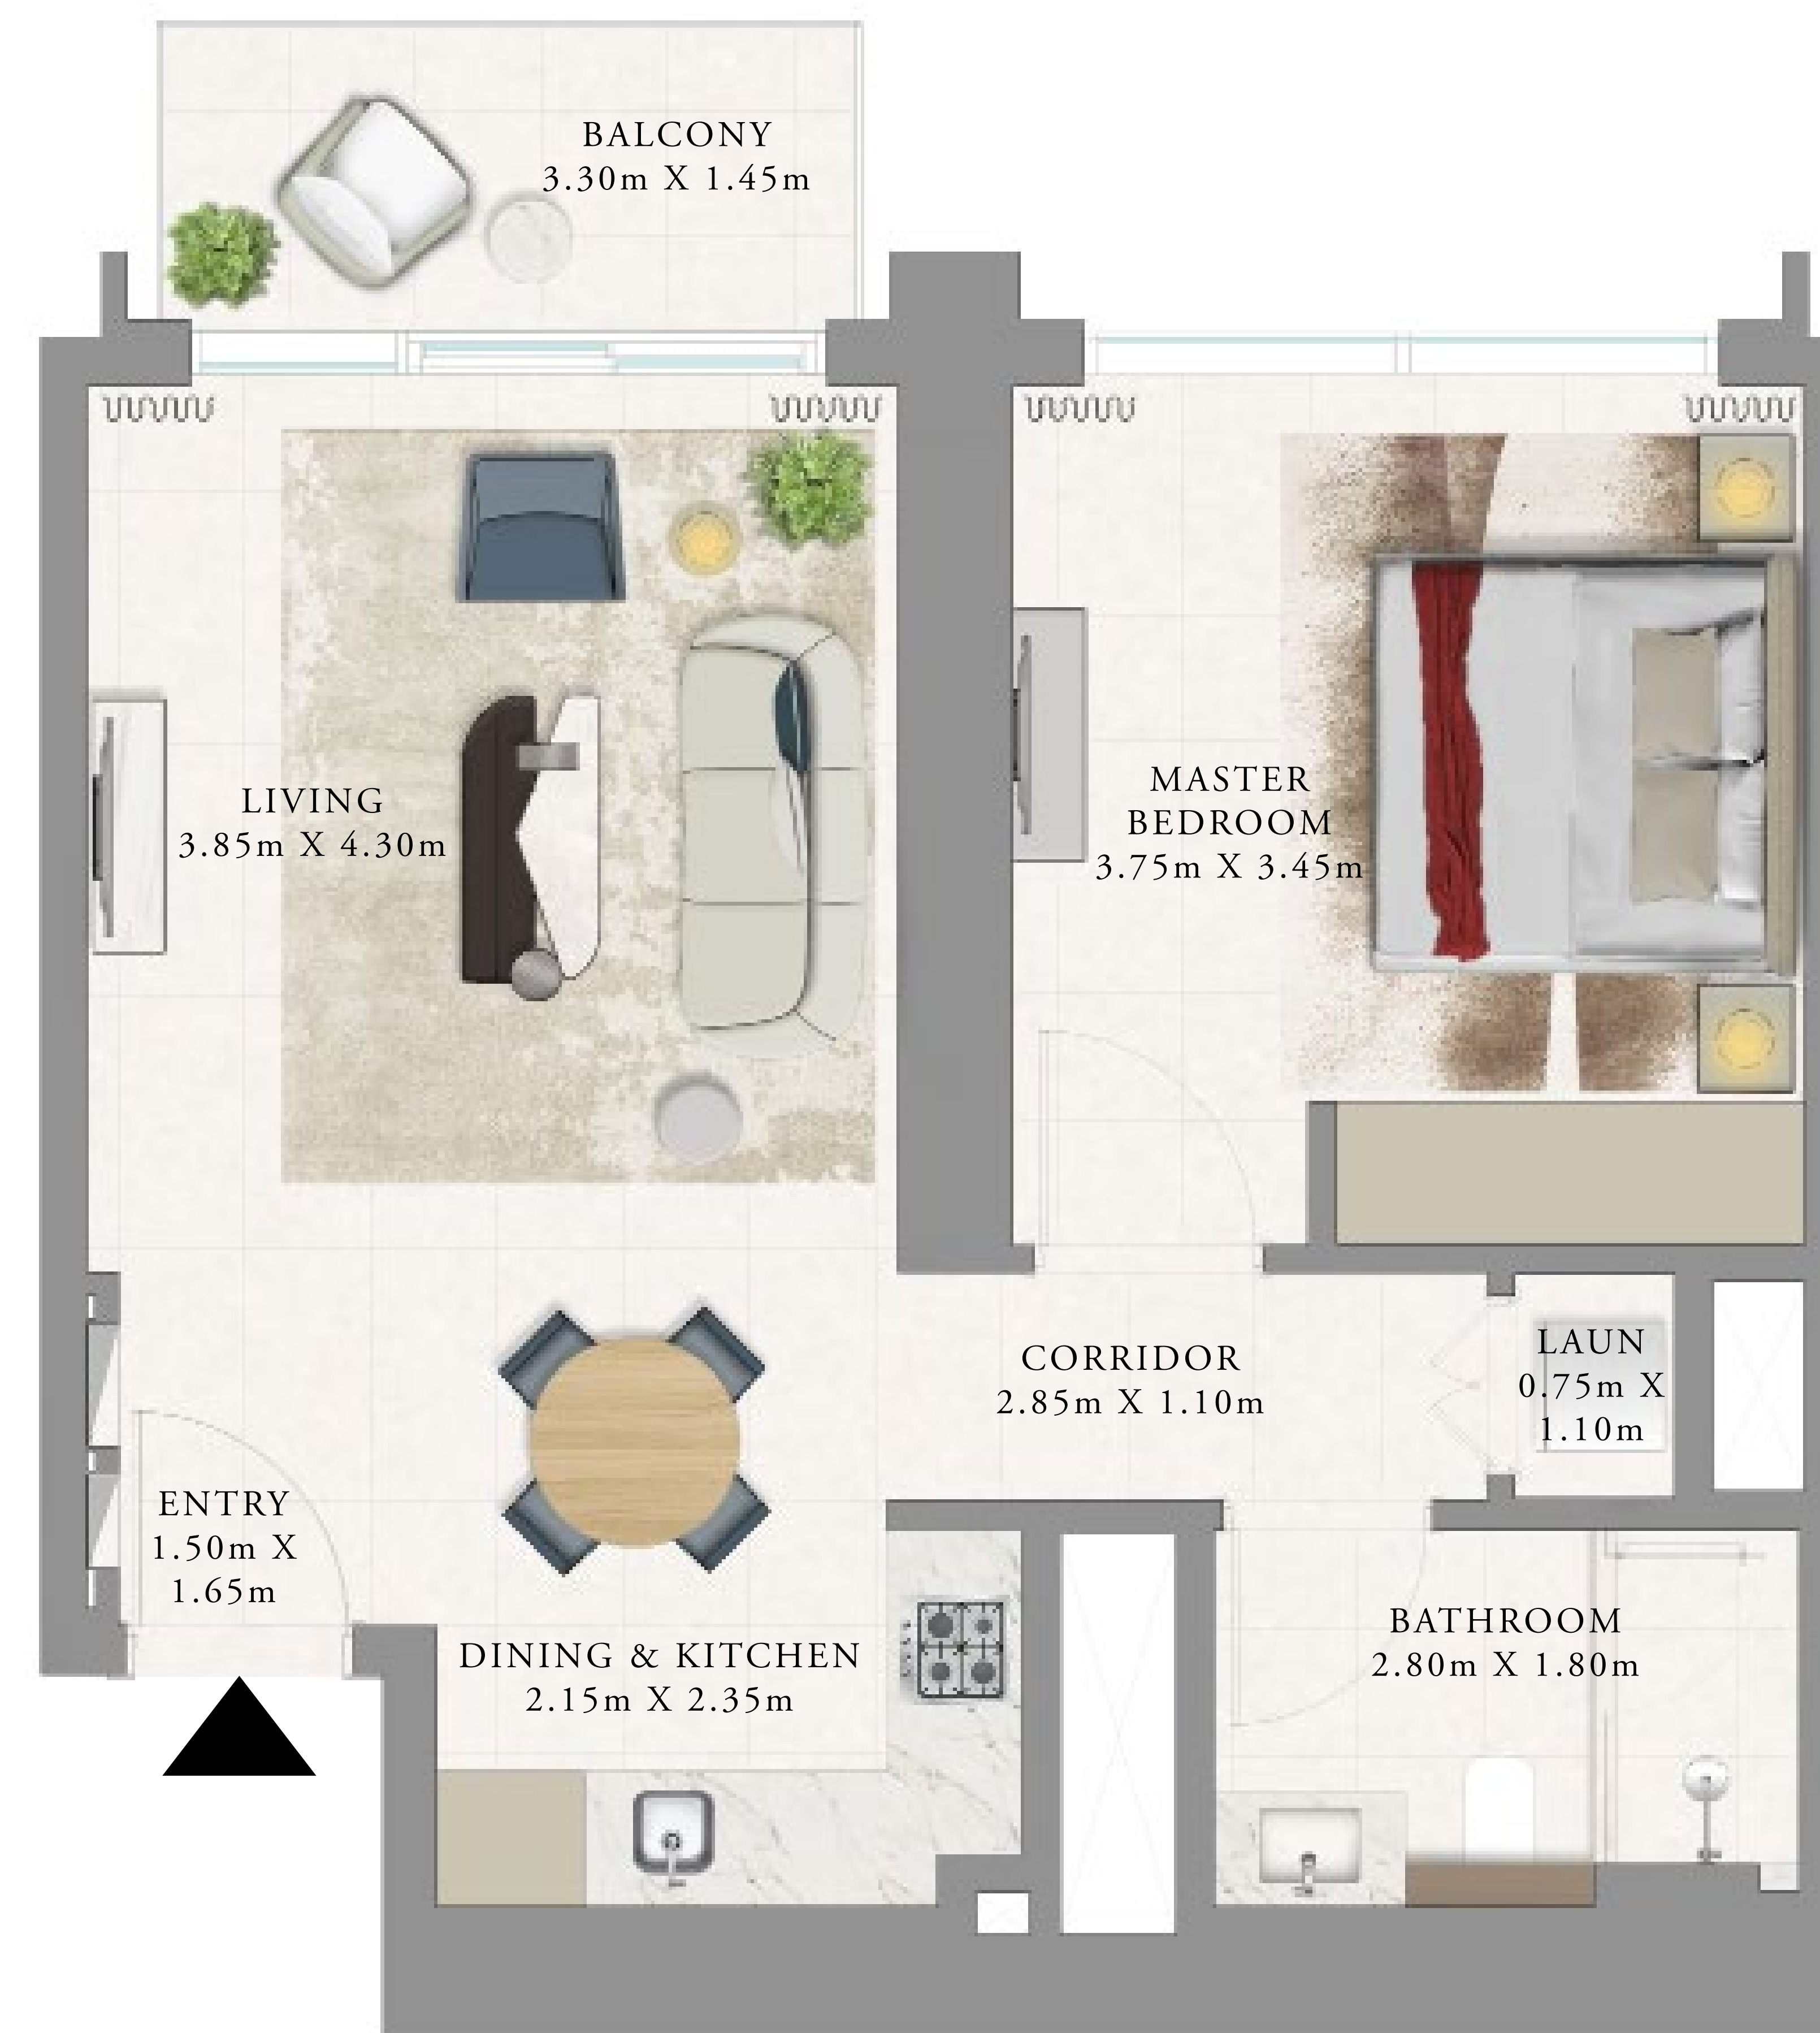 BALCONY
3.30m X 1.45m
LIVING
3.85m X 4.30m
MASTER
BEDROOM
3.75m X 3.45m
CORRIDOR
2.85m X 1.10m
LAUN
0.75m X
1.10m
ENTRY
1.50m X
1.65m
DINING & KITCHEN
2.15m X 2.35m
BATHROOM
2.80m X 1.80m